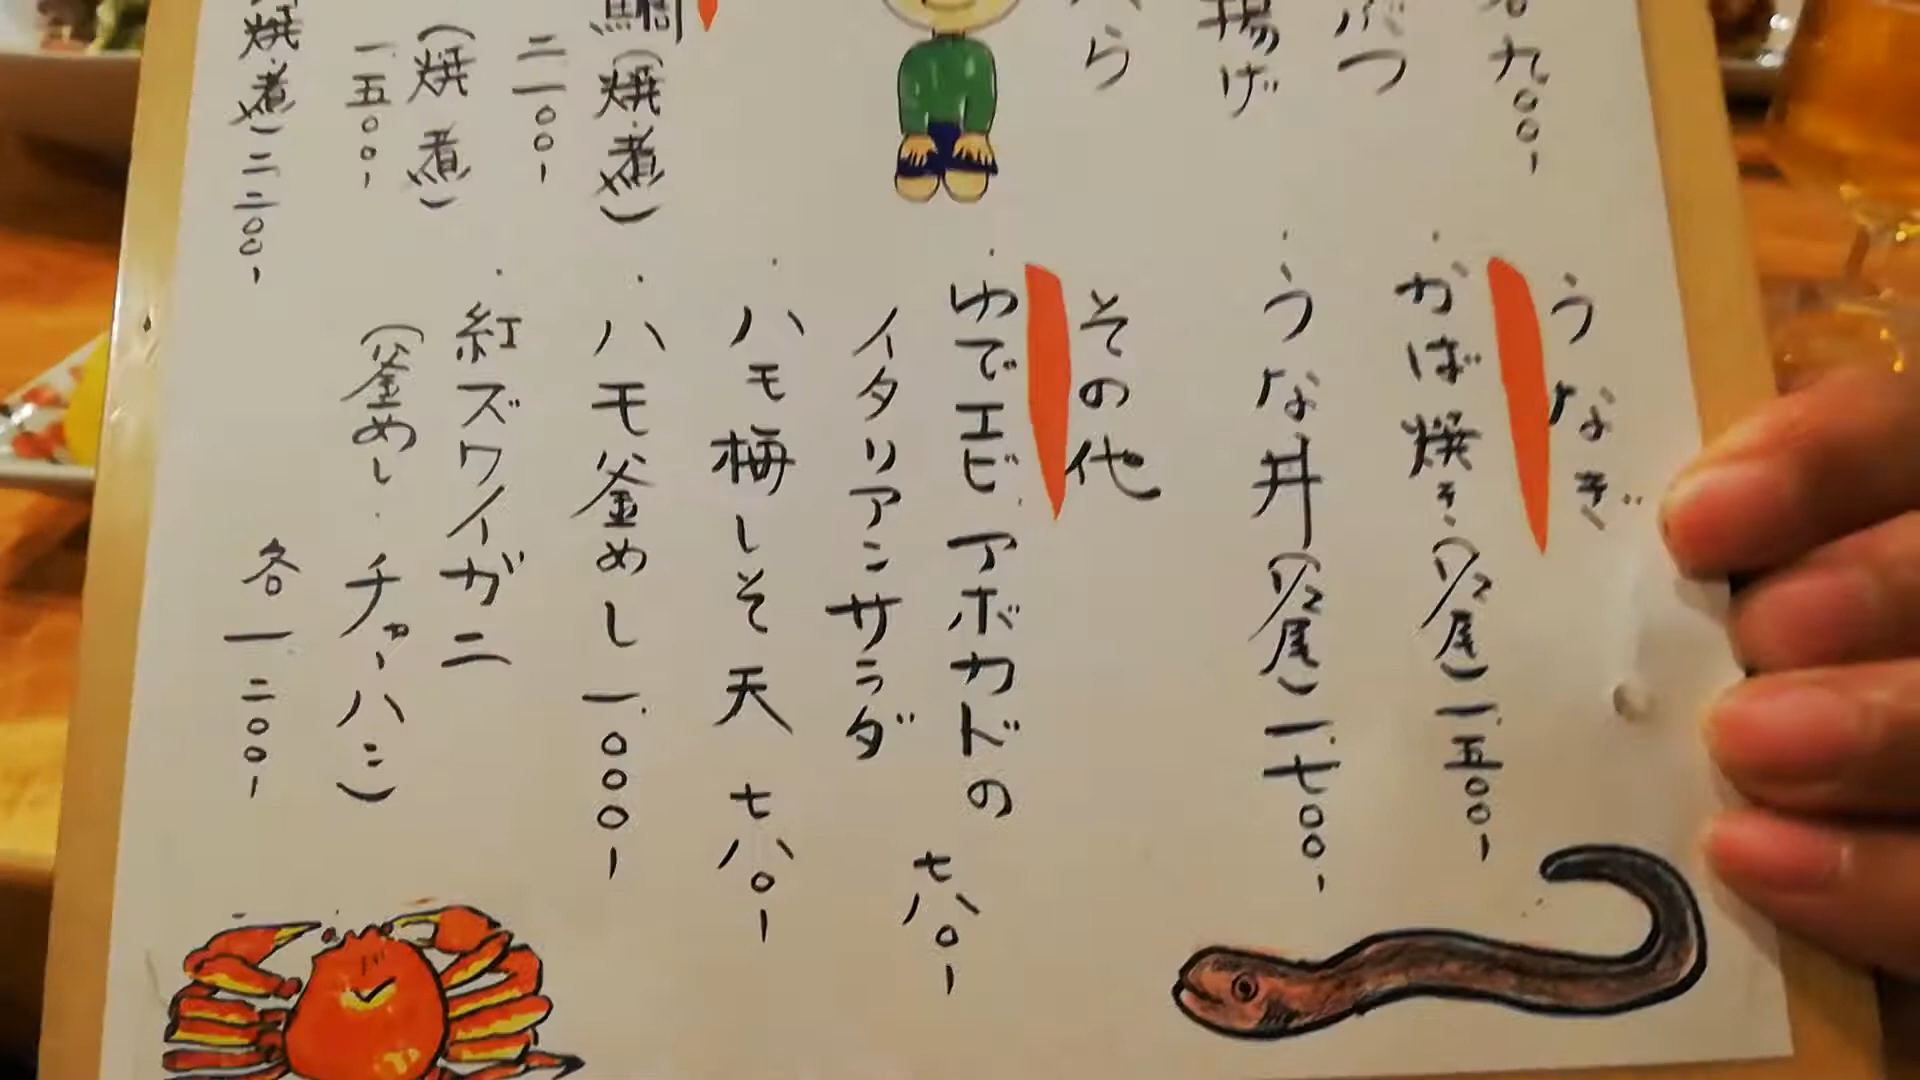 九〇〇-
ぶつ
揚げ
ら
鯛(焼・煮)
二一〇〇-
(焼・煮)
一五〇〇-
焼・煮)二二〇〇-
うなぎ
・かば焼き(1/2尾)一、五〇〇-
・うな丼(1/2尾)一、七〇〇-
その他
・ゆでエビ・アボカドの
イタリアンサラダ
七八〇-
・ハモ梅しそ天 七八〇-
・ハモ釜めし 一、〇〇〇-
・紅ズワイガニ
(釜めし・チャーハン)
各一、二〇〇-